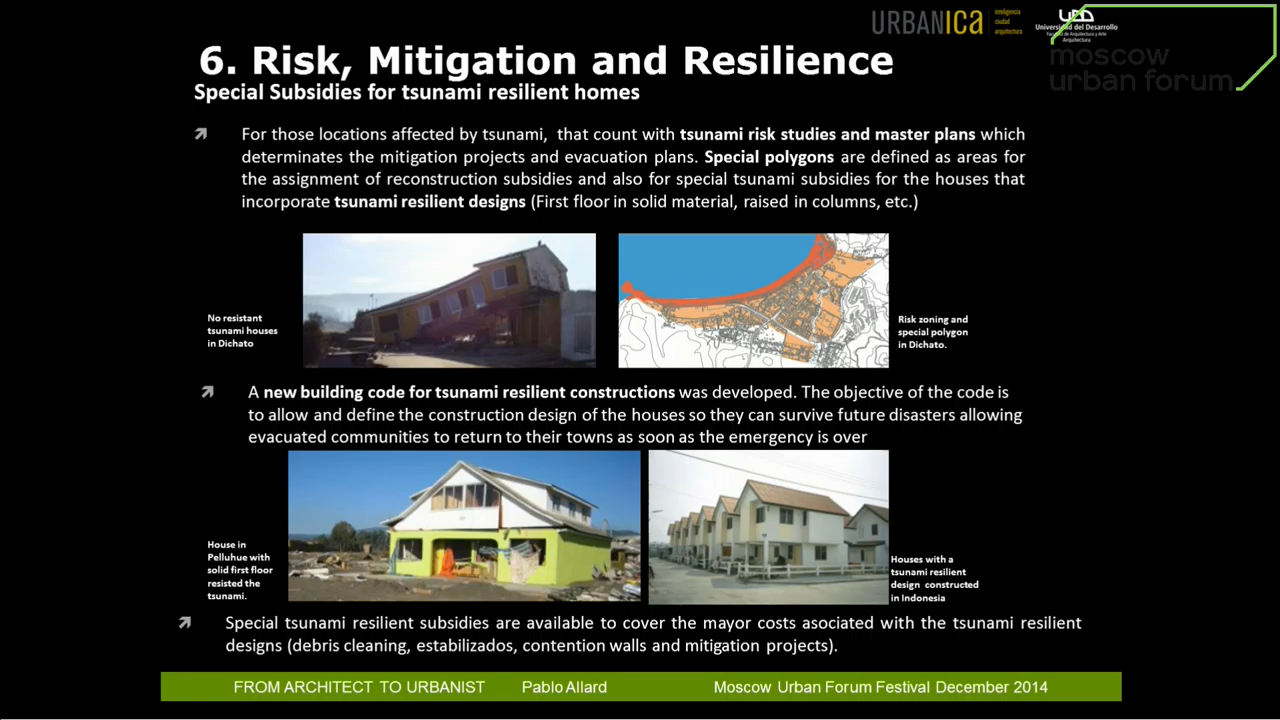 URBANICA
inteligencia
ciudad
arquitectura
UDD
Universidad del Desarrollo
Facultad de Arquitectura y Arte
Arquitectura
moscow
urban forum
6. Risk, Mitigation and Resilience
Special Subsidies for tsunami resilient homes
For those locations affected by tsunami, that count with tsunami risk studies and master plans which
determinates the mitigation projects and evacuation plans. Special polygons are defined as areas for
the assignment of reconstruction subsidies and also for special tsunami subsidies for the houses that
incorporate tsunami resilient designs (First floor in solid material, raised in columns, etc.)
No resistant
tsunami houses
in Dichato
Risk zoning and
special polygon
in Dichato.
A new building code for tsunami resilient constructions was developed. The objective of the code is
to allow and define the construction design of the houses so they can survive future disasters allowing
evacuated communities to return to their towns as soon as the emergency is over
House in
Pelluhue with
solid first floor
resisted the
tsunami.
Houses with a
tsunami resilient
design constructed
in Indonesia
Special tsunami resilient subsidies are available to cover the mayor costs asociated with the tsunami resilient
designs (debris cleaning, estabilizados, contention walls and mitigation projects).
FROM ARCHITECT TO URBANIST Pablo Allard Moscow Urban Forum Festival December 2014